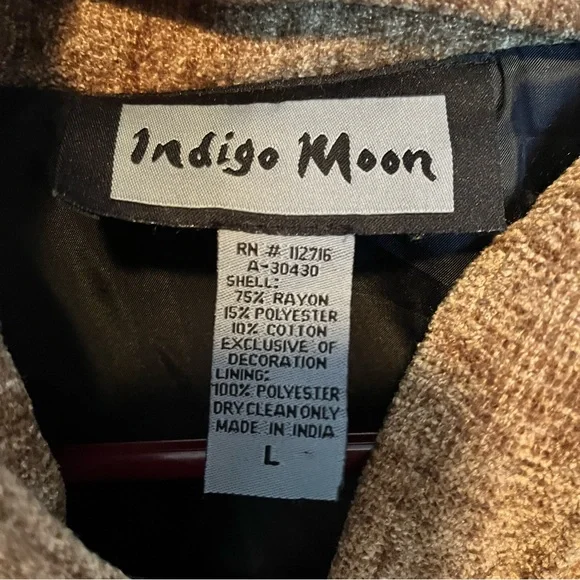 Indigo Moon
RN # 112716
A-30430
SHELL:
75% RAYON
15% POLYESTER
10% COTTON
EXCLUSIVE OF
DECORATION
LINING:
100% POLYESTER
DRY CLEAN ONLY
MADE IN INDIA
L